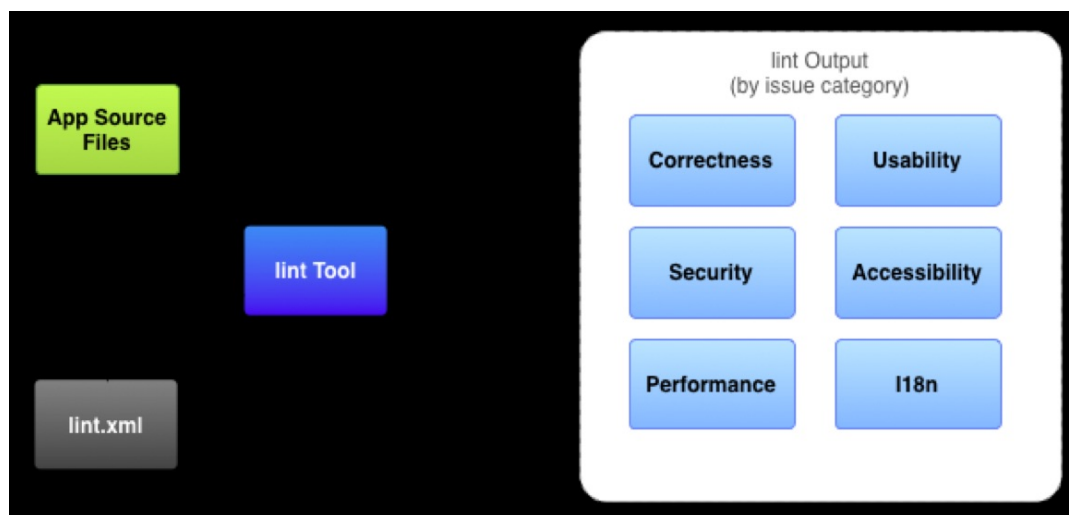 lint Output
(by issue category)
App Source
Files
Correctness
Usability
lint Tool
Security
Accessibility
Performance
I18n
lint.xml